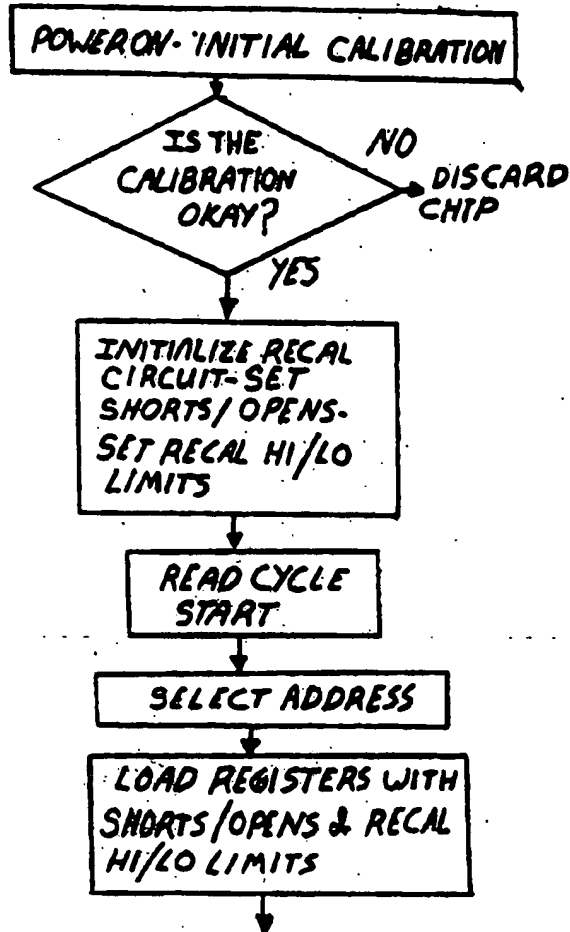 POWERON- INITIAL CALIBRATION
IS THE
CALIBRATION
OKAY?
NO
DISCARD
CHIP
YES
INITIALIZE RECAL
CIRCUIT-SET
SHORTS/OPENS-
SET RECAL HI/LO
LIMITS
READ CYCLE
START
SELECT ADDRESS
LOAD REGISTERS WITH
SHORTS/OPENS & RECAL
HI/LO LIMITS